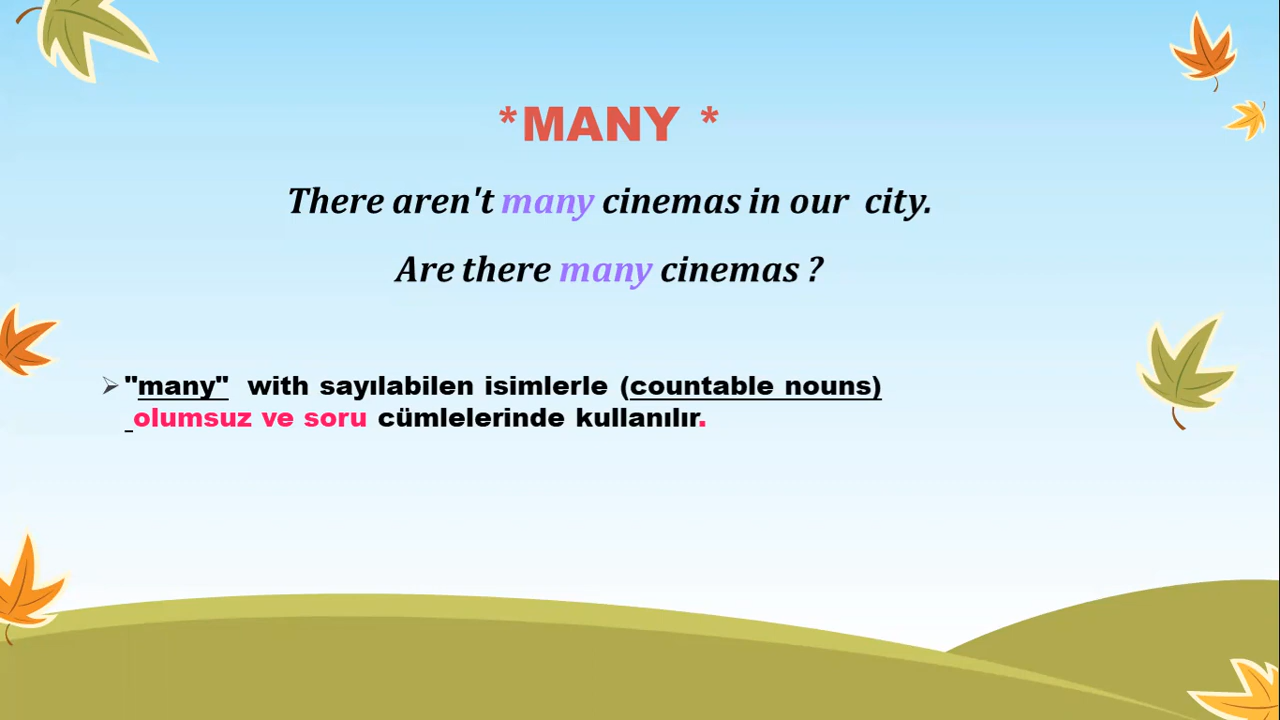 *MANY *
There aren't many cinemas in our city.
Are there many cinemas ?
"many" with sayılabilen isimlerle (countable nouns)
olumsuz ve soru cümlelerinde kullanılır.